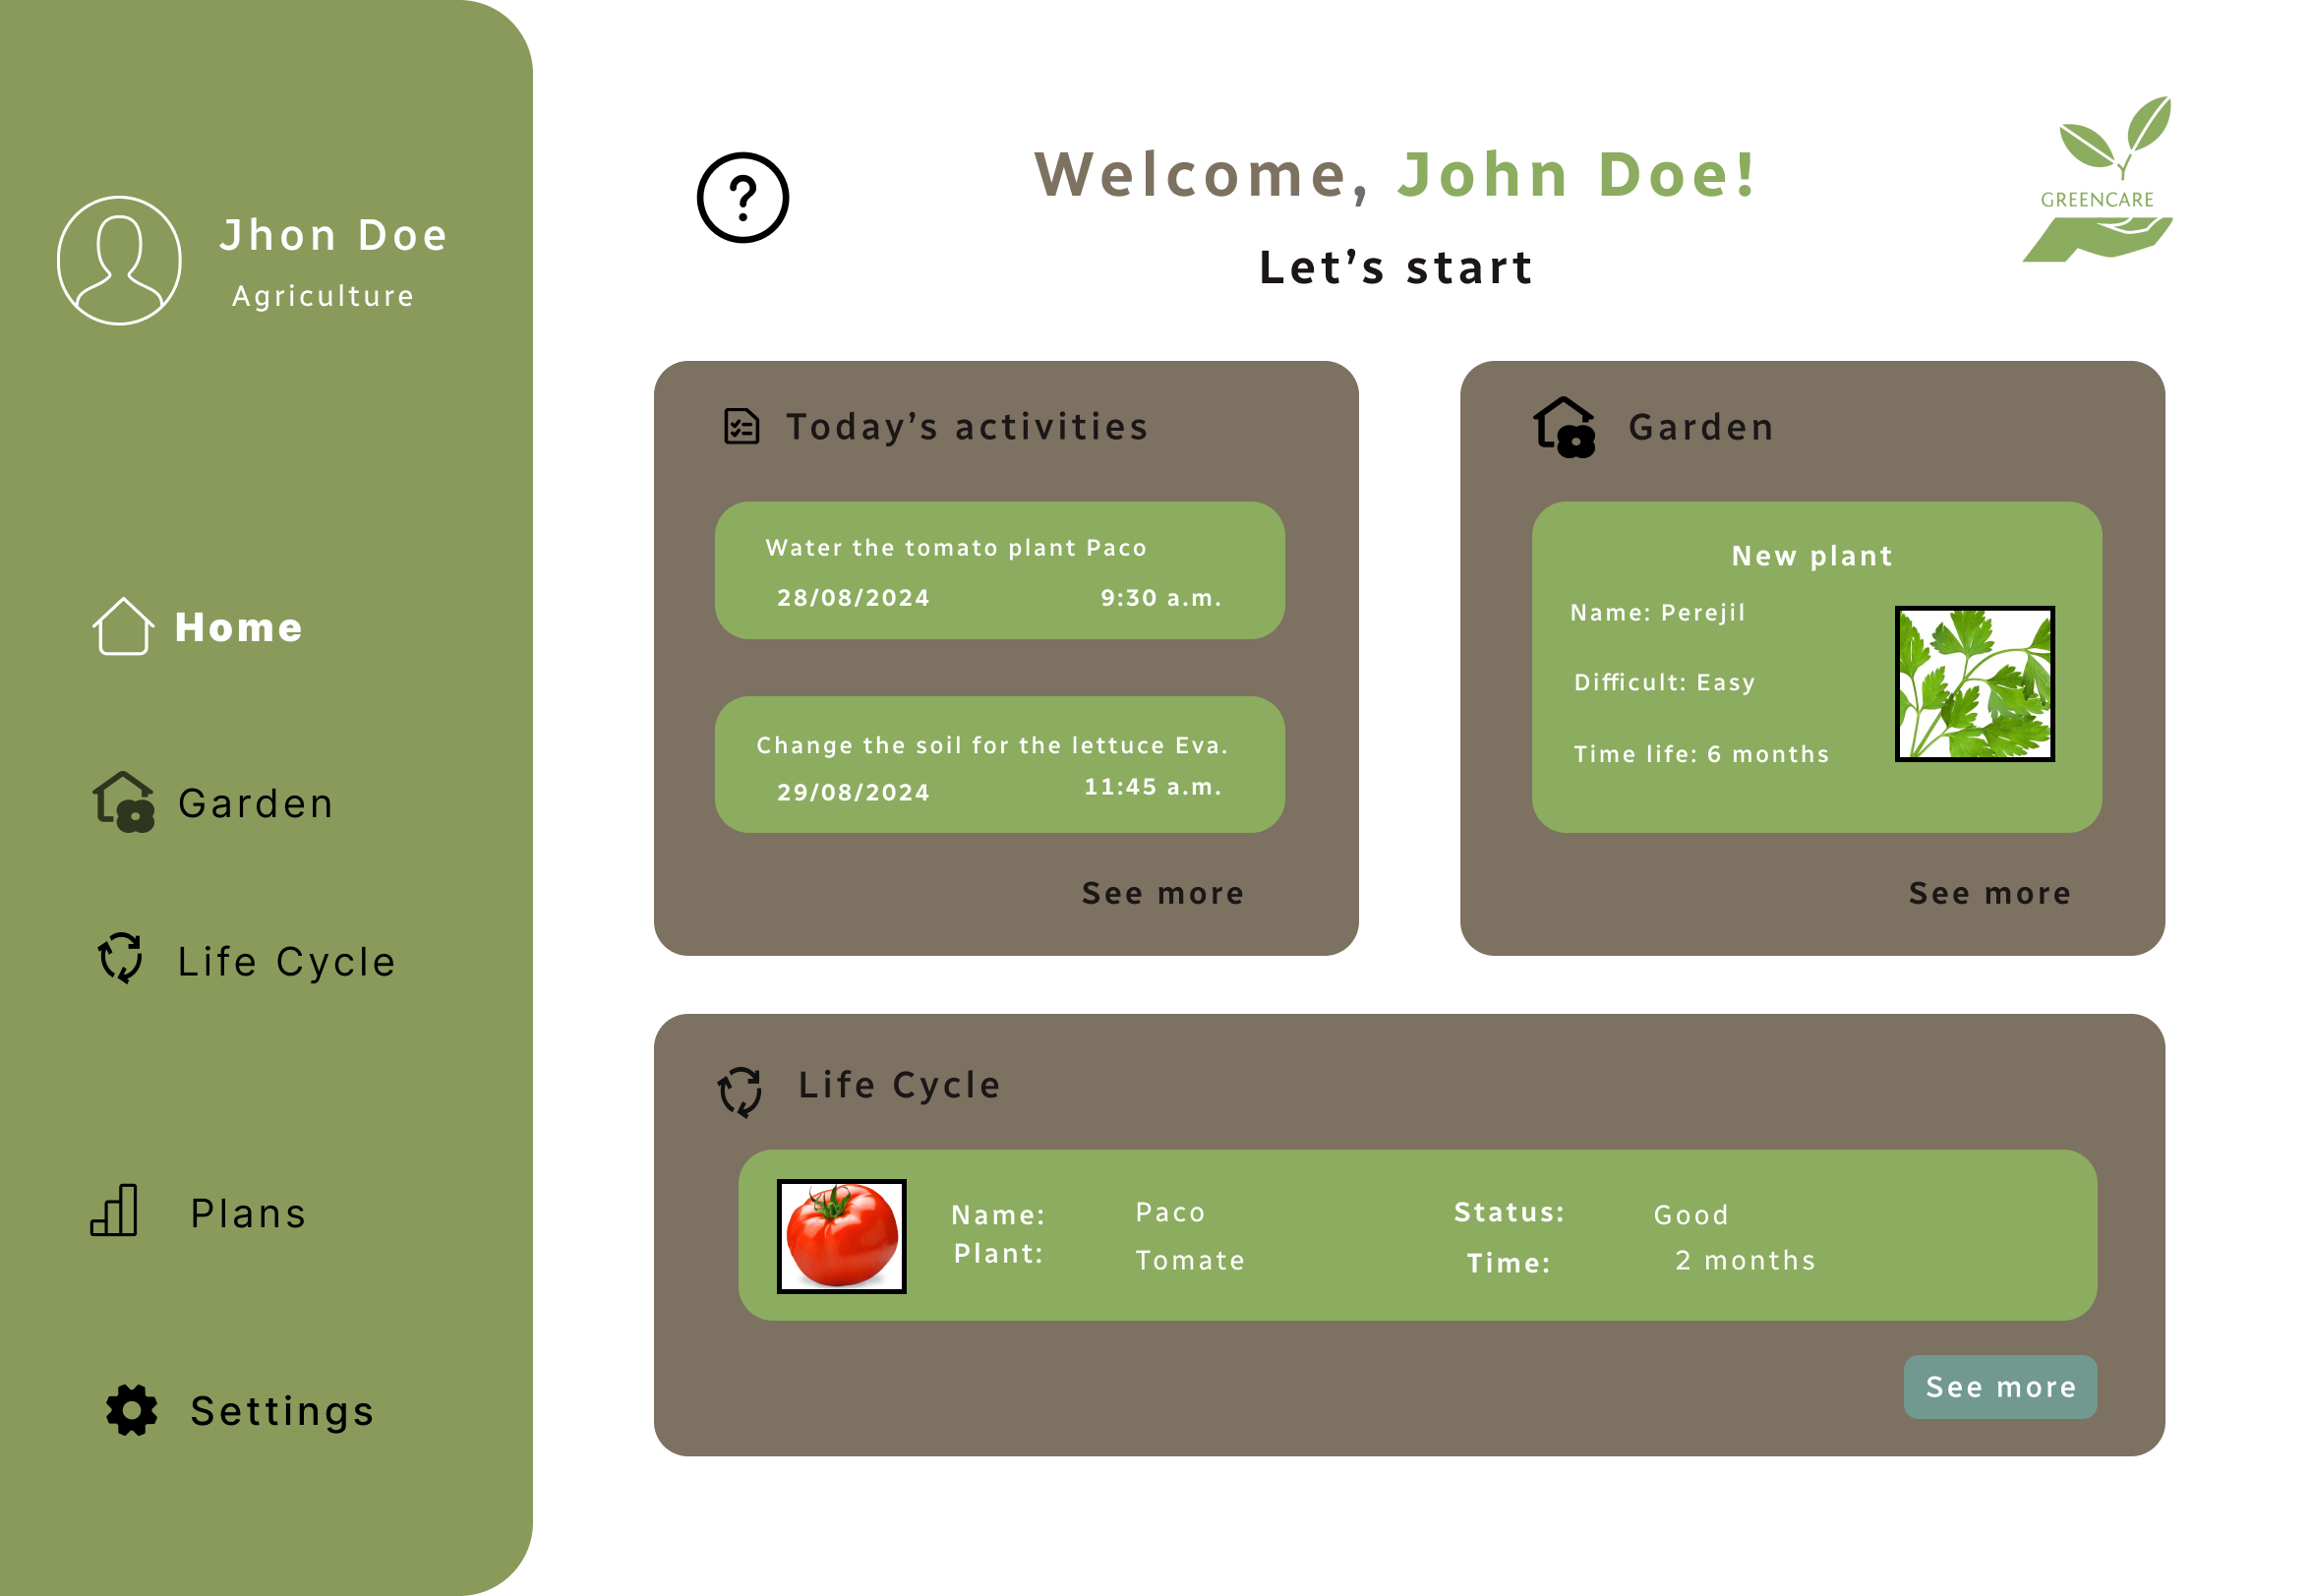 Jhon Doe
Agriculture
Home
Garden
Life Cycle
Plans
Settings
Welcome, John Doe!
Let's start
GREENCARE
Today's activities
Water the tomato plant Paco
28/08/2024 9:30 a.m.
Change the soil for the lettuce Eva.
29/08/2024 11:45 a.m.
See more
Garden
New plant
Name: Perejil
Difficult: Easy
Time life: 6 months
See more
Life Cycle
Name: Paco Status: Good
Plant: Tomate Time: 2 months
See more